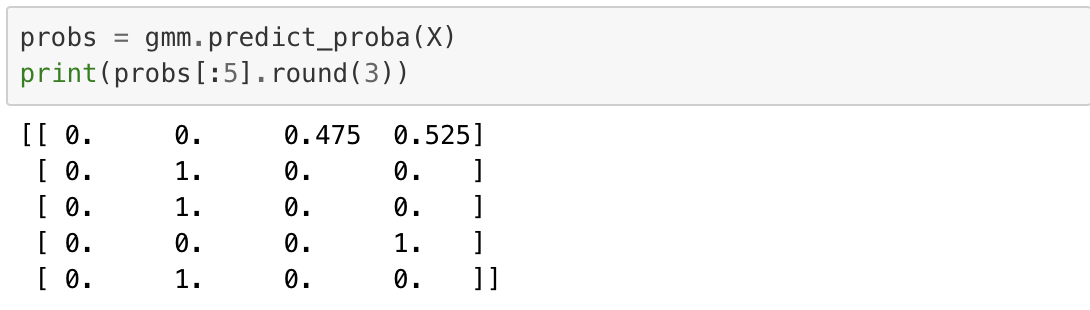 probs = gmm.predict_proba(X)
print(probs[:5].round(3))
[[ 0.     0.     0.475  0.525]
 [ 0.     1.     0.     0.   ]
 [ 0.     1.     0.     0.   ]
 [ 0.     0.     0.     1.   ]
 [ 0.     1.     0.     0.   ]]